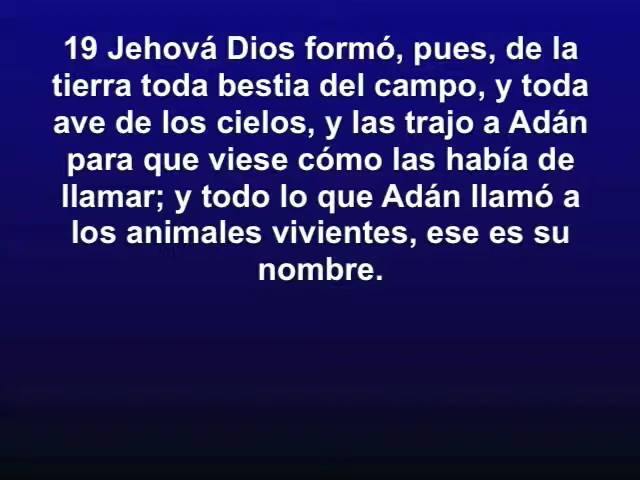 19 Jehová Dios formó, pues, de la
tierra toda bestia del campo, y toda
ave de los cielos, y las trajo a Adán
para que viese cómo las había de
llamar; y todo lo que Adán llamó a
los animales vivientes, ese es su
nombre.